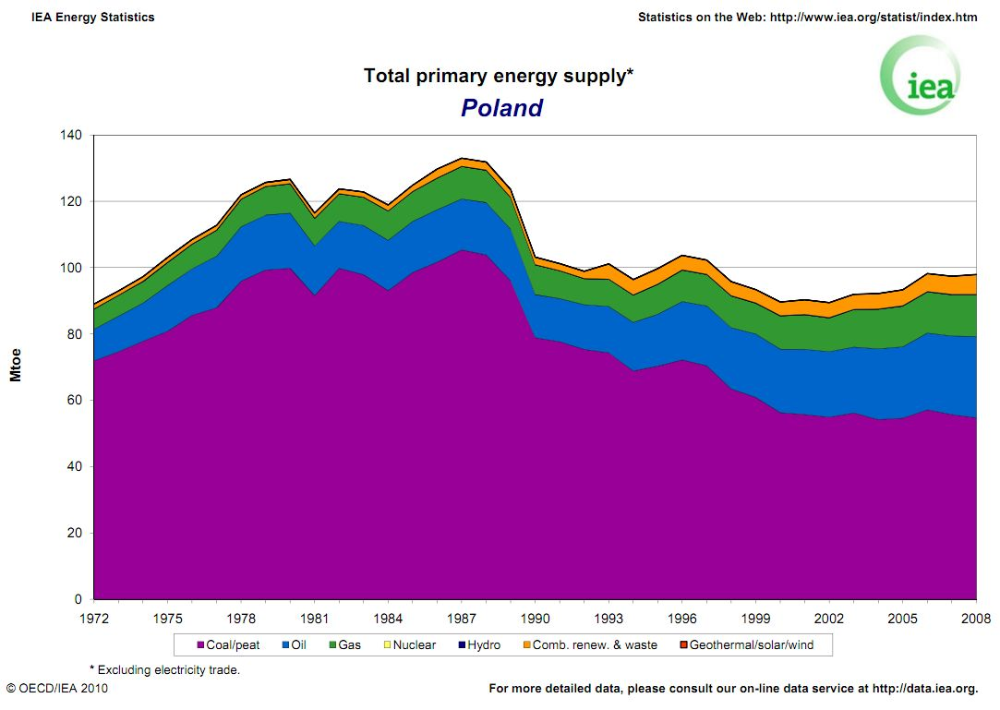 IEA Energy Statistics
Statistics on the Web: http://www.iea.org/statist/index.htm
iea
Total primary energy supply*
Poland
140
120
100
80
60
40
20
0
Mtoe
1972 1975 1978 1981 1984 1987 1990 1993 1996 1999 2002 2005 2008
Coal/peat Oil Gas Nuclear Hydro Comb. renew. & waste Geothermal/solar/wind
* Excluding electricity trade.
© OECD/IEA 2010
For more detailed data, please consult our on-line data service at http://data.iea.org.